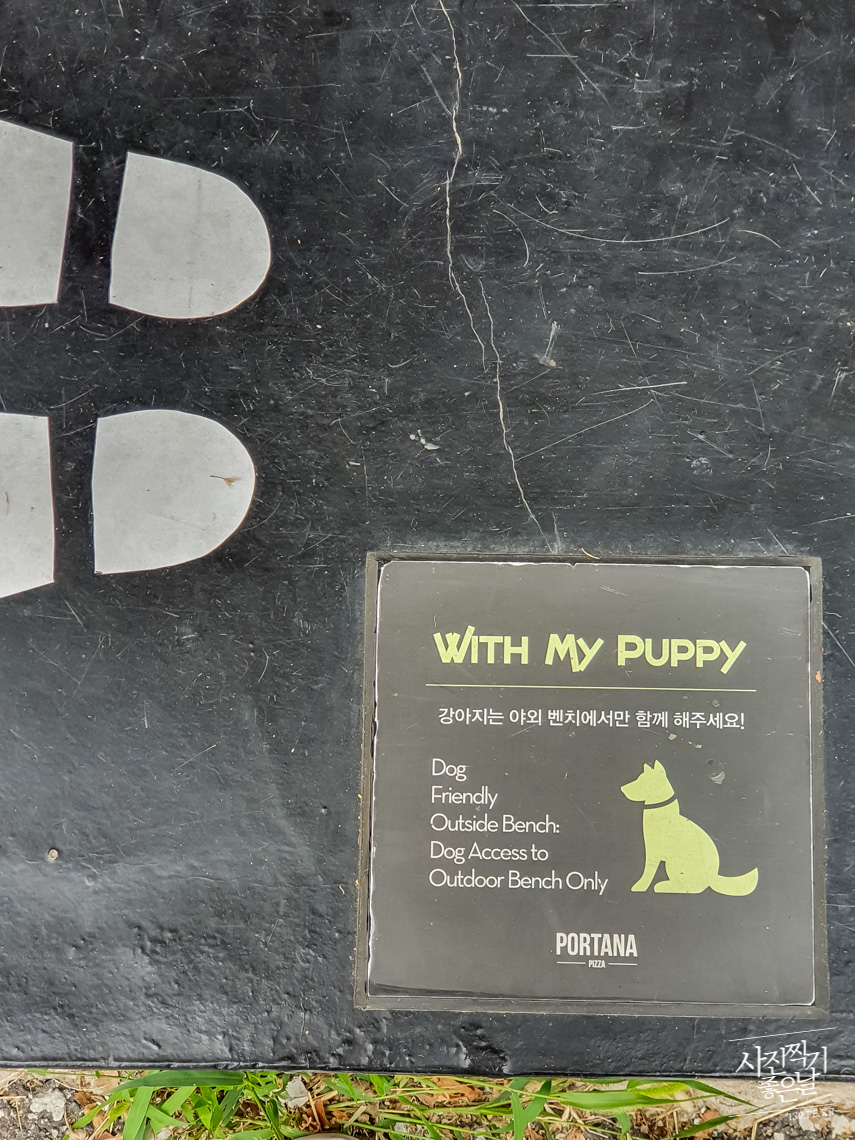 WITH MY PUPPY
강아지는 야외 벤치에서만 함께 해주세요!
Dog
Friendly
Outside Bench:
Dog Access to
Outdoor Bench Only
PORTANA
PIZZA
사진찍기
좋은날